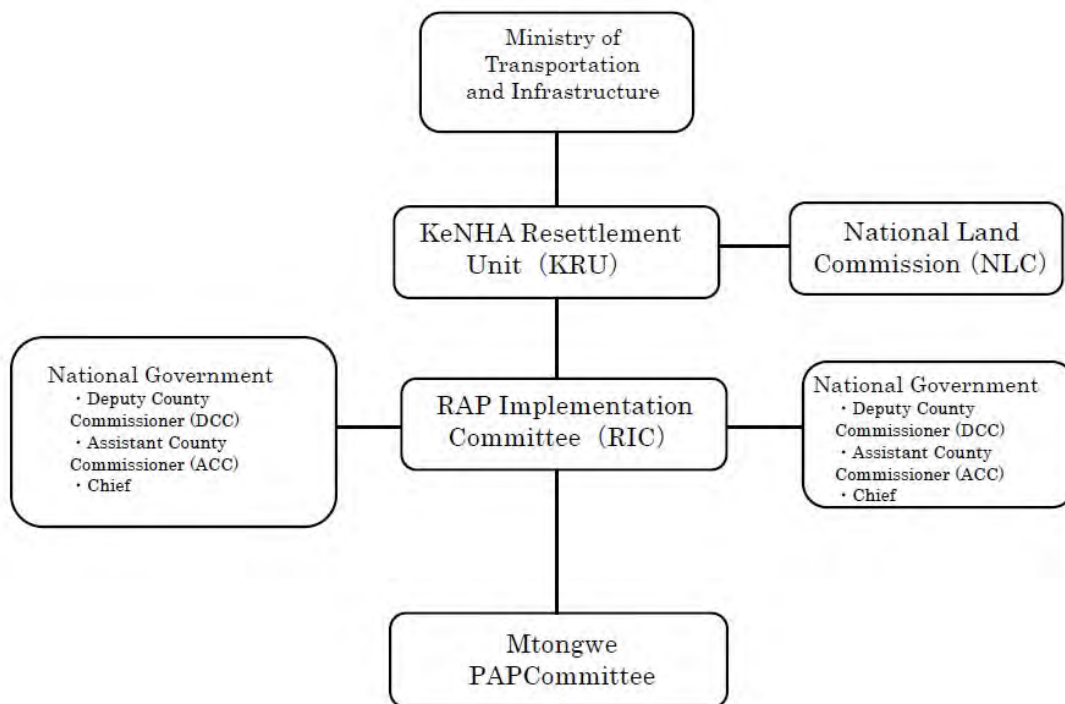 Ministry of
Transportation
and Infrastructure
KeNHA Resettlement
Unit（KRU）
National Land
Commission (NLC)
National Government
・Deputy County
Commissioner (DCC)
・Assistant County
Commissioner (ACC)
・Chief
RAP Implementation
Committee（RIC）
National Government
・Deputy County
Commissioner (DCC)
・Assistant County
Commissioner (ACC)
・Chief
Mtongwe
PAPCommittee